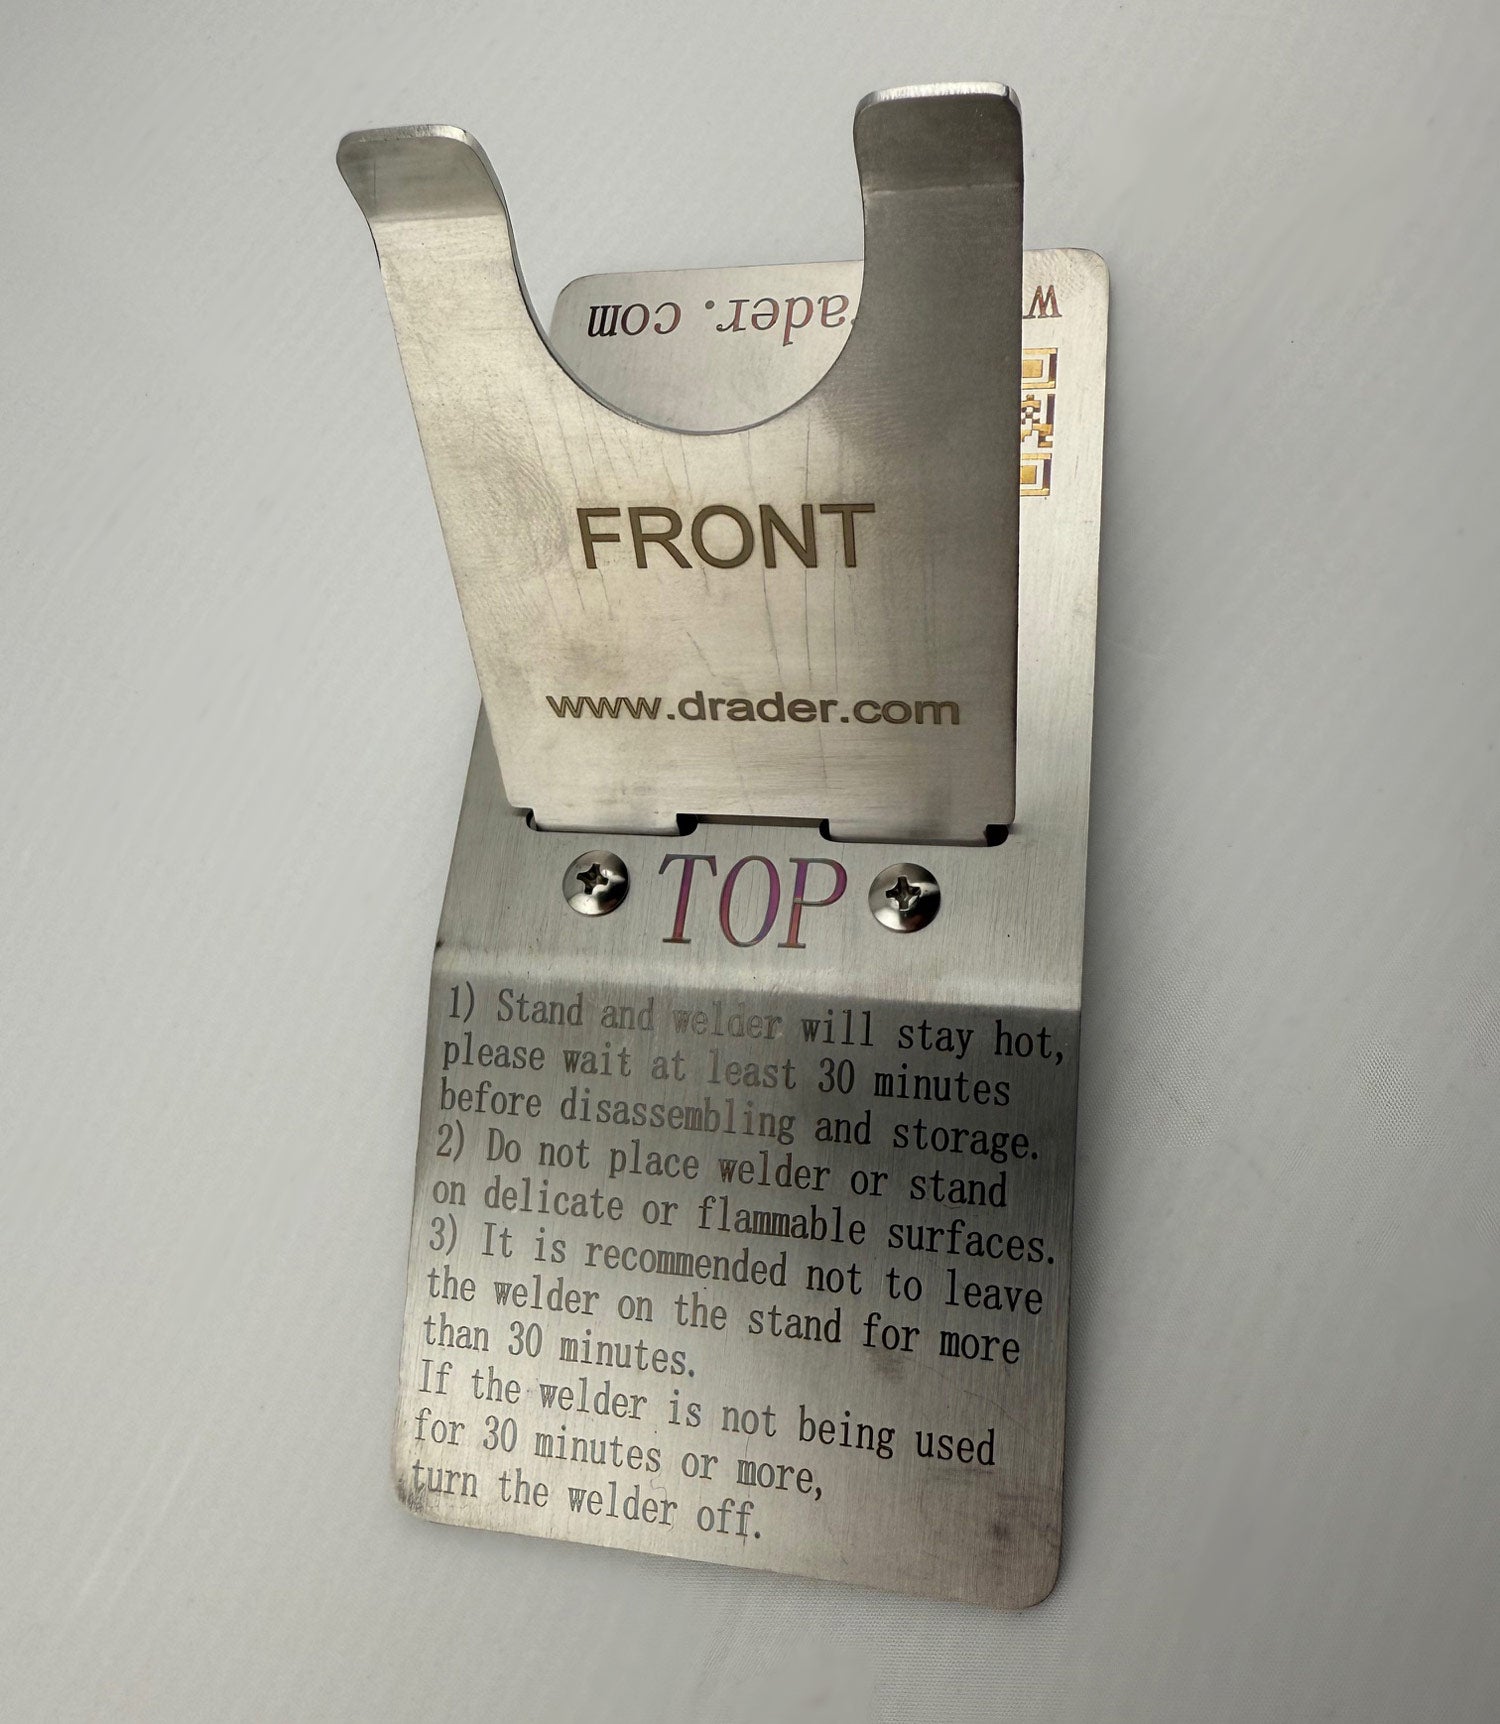 ader.com
w
FRONT
www.drader.com
TOP
1) Stand and welder will stay hot,
please wait at least 30 minutes
before disassembling and storage.
2) Do not place welder or stand
on delicate or flammable surfaces.
3) It is recommended not to leave
the welder on the stand for more
than 30 minutes.
If the welder is not being used
for 30 minutes or more,
turn the welder off.